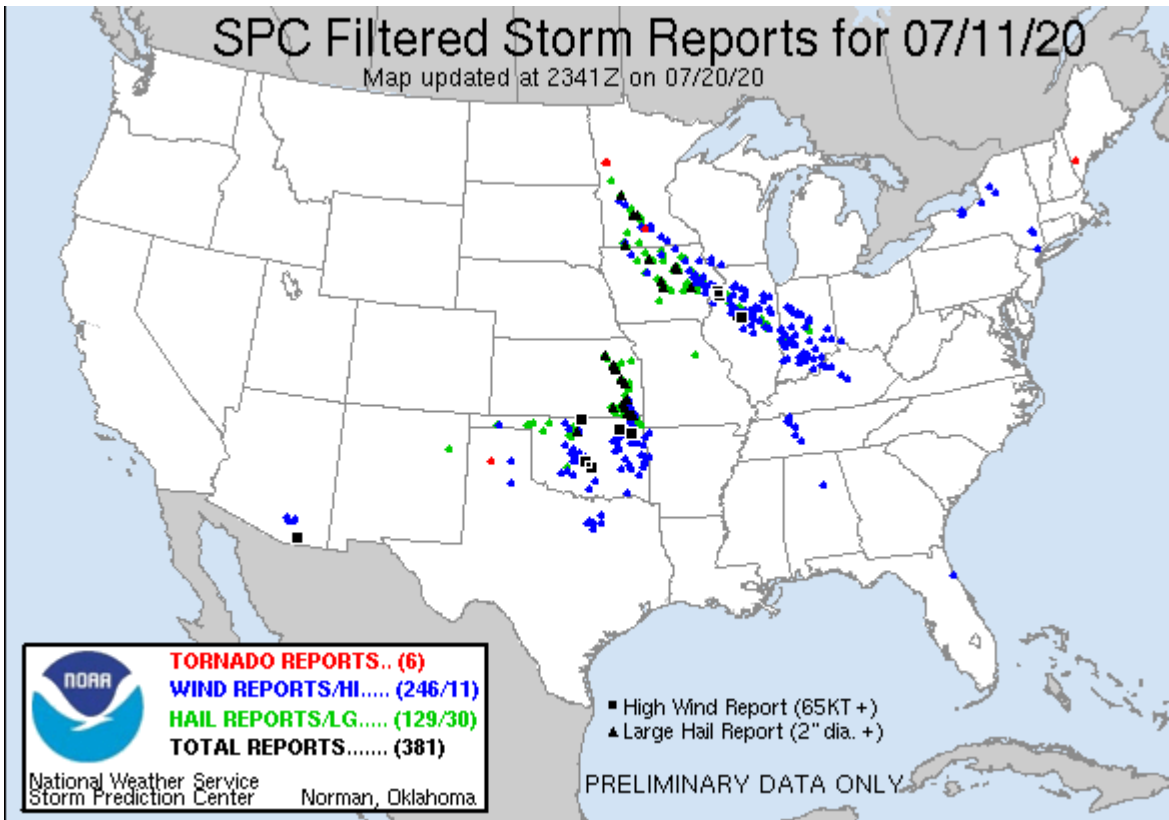 SPC Filtered Storm Reports for 07/11/20
Map updated at 2341Z on 07/20/20
NOAA
TORNADO REPORTS.. (6)
WIND REPORTS/HI..... (246/11)
HAIL REPORTS/LG..... (129/30)
TOTAL REPORTS....... (381)
National Weather Service
Storm Prediction Center Norman, Oklahoma
High Wind Report (65KT +)
Large Hail Report (2" dia. +)
PRELIMINARY DATA ONLY